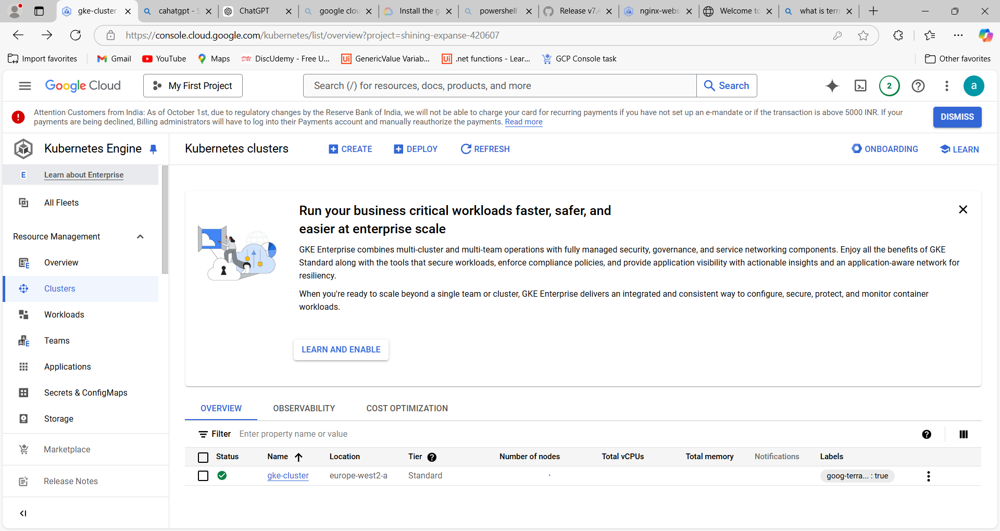 gke-cluster
cahatgpt - S
ChatGPT
google clou
Install the g
powershell
Release v7.4
nginx-webs
Welcome to
what is terr
https://console.cloud.google.com/kubernetes/list/overview?project=shining-expanse-420607
Import favorites
Gmail
YouTube
Maps
DU DiscUdemy - Free U...
Ui GenericValue Variab...
Ui .net functions - Lear...
GCP Console task
Other favorites
Google Cloud
My First Project
Search (/) for resources, docs, products, and more
Search
2
a
Attention Customers from India: As of October 1st, due to regulatory changes by the Reserve Bank of India, we will not be able to charge your card for recurring payments if you have not set up an e-mandate or if the transaction is above 5000 INR. If your
payments are being declined, Billing administrators will have to log into their Payments account and manually reauthorize the payments. Read more
DISMISS
Kubernetes Engine
Kubernetes clusters
CREATE
DEPLOY
REFRESH
ONBOARDING
LEARN
E Learn about Enterprise
All Fleets
Resource Management
Overview
Clusters
Workloads
Teams
Applications
Secrets & ConfigMaps
Storage
Marketplace
Release Notes
Run your business critical workloads faster, safer, and
easier at enterprise scale
GKE Enterprise combines multi-cluster and multi-team operations with fully managed security, governance, and service networking components. Enjoy all the benefits of GKE
Standard along with the tools that secure workloads, enforce compliance policies, and provide application visibility with actionable insights and an application-aware network for
resiliency.
When you're ready to scale beyond a single team or cluster, GKE Enterprise delivers an integrated and consistent way to configure, secure, protect, and monitor container
workloads.
LEARN AND ENABLE
OVERVIEW
OBSERVABILITY
COST OPTIMIZATION
Filter Enter property name or value
Status Name Location Tier Number of nodes Total vCPUs Total memory Notifications Labels
gke-cluster europe-west2-a Standard goog-terra... : true